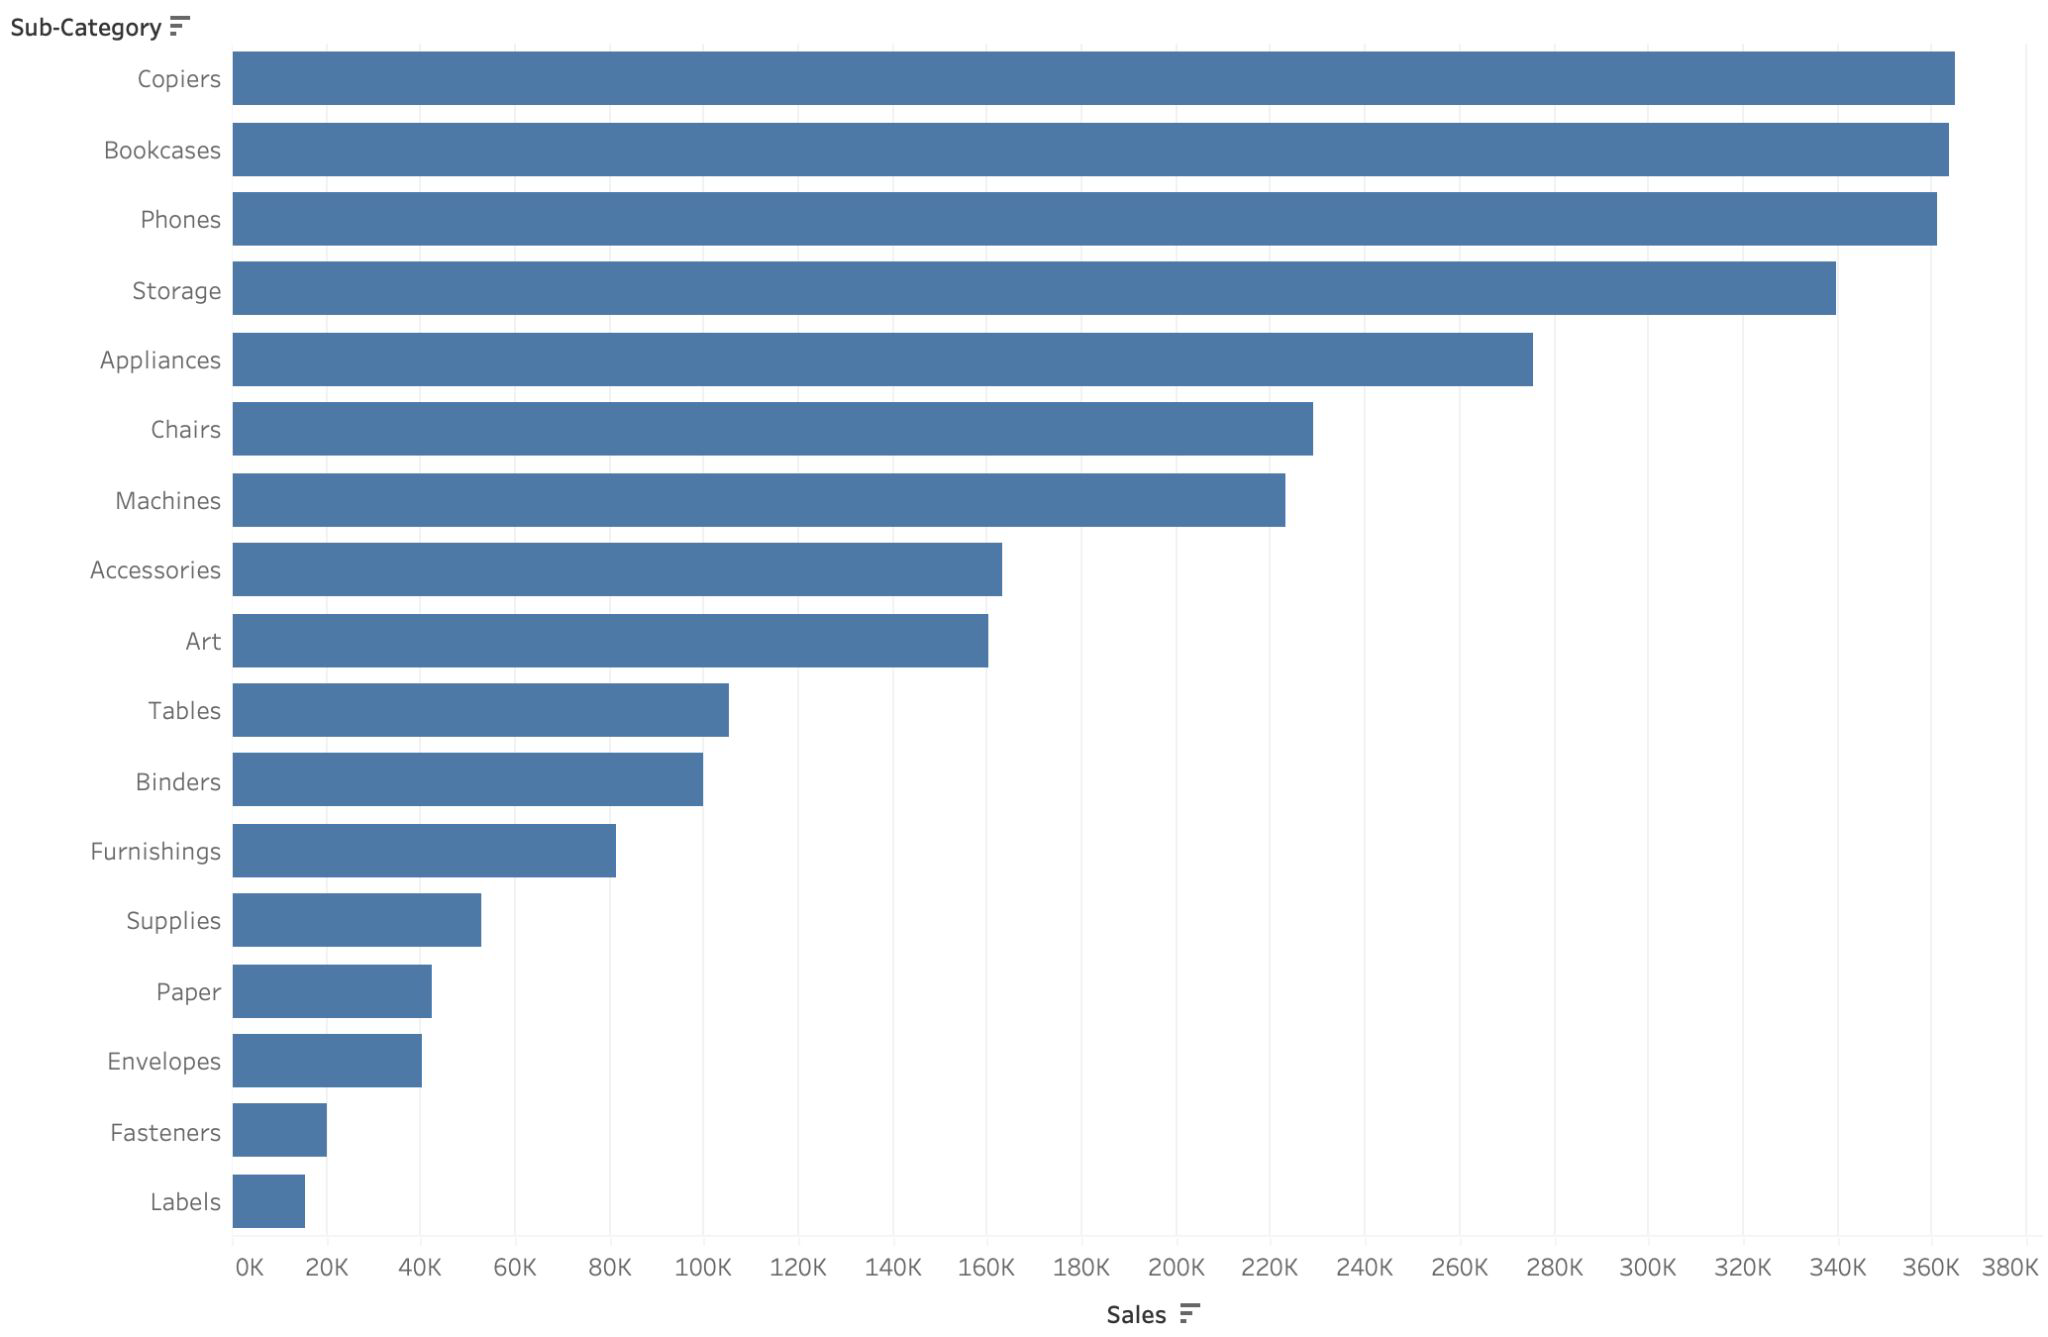 Sub-Category
Copiers
Bookcases
Phones
Storage
Appliances
Chairs
Machines
Accessories
Art
Tables
Binders
Furnishings
Supplies
Paper
Envelopes
Fasteners
Labels
0K 20K 40K 60K 80K 100K 120K 140K 160K 180K 200K 220K 240K 260K 280K 300K 320K 340K 360K 380K
Sales